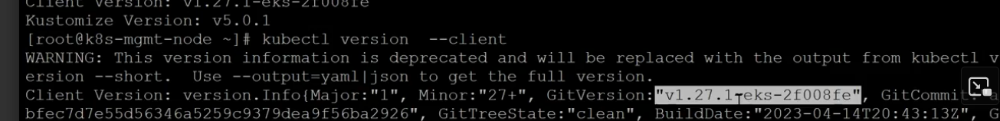 Client Version: v1.27.1-eks-2f008fe
Kustomize Version: v5.0.1
[root@k8s-mgmt-node ~]# kubectl version  --client
WARNING: This version information is deprecated and will be replaced with the output from kubectl v
ersion --short.  Use --output=yaml|json to get the full version.
Client Version: version.Info{Major:"1", Minor:"27+", GitVersion:"v1.27.1-eks-2f008fe", GitCommit:"a
bfec7d7e55d56346a5259c9379dea9f56ba2926", GitTreeState:"clean", BuildDate:"2023-04-14T20:43:13Z", G